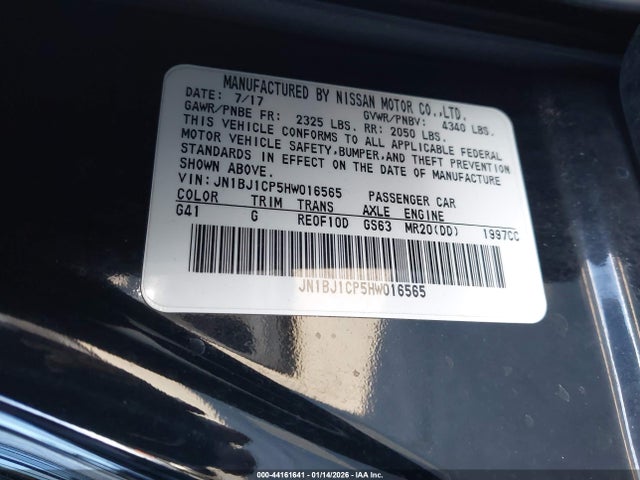 MANUFACTURED BY NISSAN MOTOR CO.,LTD.
DATE: 7/17 GVWR/PNBV: 4340 LBS.
GAWR/PNBE FR: 2325 LBS. RR: 2050 LBS.
THIS VEHICLE CONFORMS TO ALL APPLICABLE FEDERAL
MOTOR VEHICLE SAFETY,BUMPER,AND THEFT PREVENTION
STANDARDS IN EFFECT ON THE DATE OF MANUFACTURE
SHOWN ABOVE.
VIN: JN1BJ1CP5HW016565 PASSENGER CAR
COLOR TRIM TRANS AXLE ENGINE
G41 G RE0F10D GS63 MR20(DD) 1997CC
JN1BJ1CP5HW016565
000-44161641 - 01/14/2026 - IAA Inc.